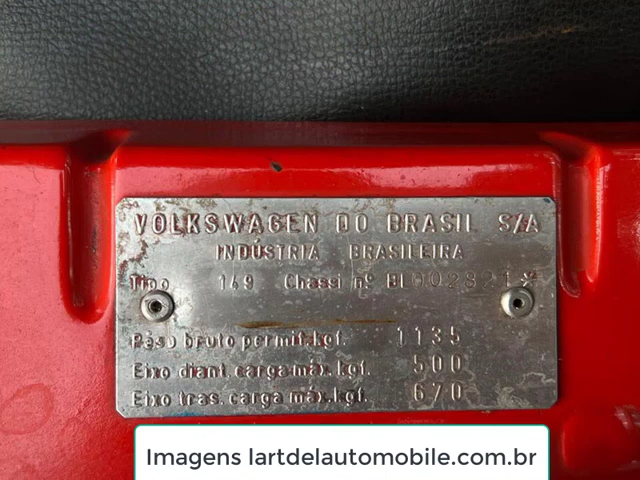 VOLKSWAGEN DO BRASIL S/A
INDÚSTRIA BRASILEIRA
Tipo 149 Chassi nº BL002821*
Peso bruto permit. kgf. 1135
Eixo diant. carga máx. kgf. 500
Eixo tras. carga máx. kgf. 670
Imagens lartdelautomobile.com.br